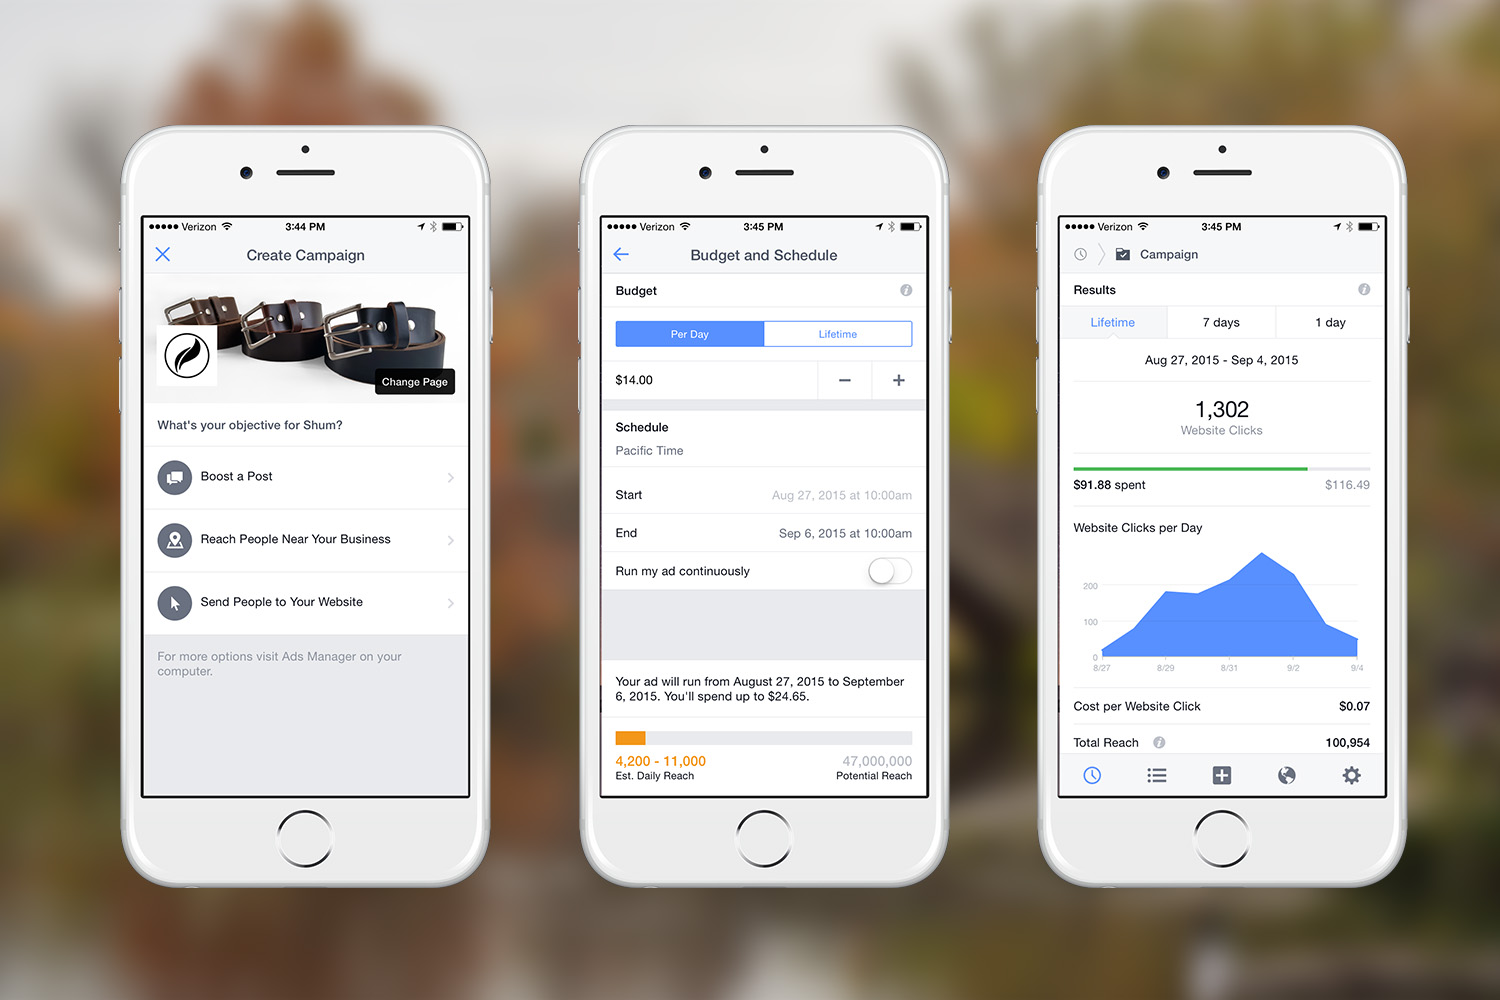 Verizon
3:44 PM
Create Campaign
Change Page
What's your objective for Shum?
Boost a Post
Reach People Near Your Business
Send People to Your Website
For more options visit Ads Manager on your
computer.
Verizon
3:45 PM
Budget and Schedule
Budget
Per Day
Lifetime
$14.00
Schedule
Pacific Time
Start
Aug 27, 2015 at 10:00am
End
Sep 6, 2015 at 10:00am
Run my ad continuously
Your ad will run from August 27, 2015 to September
6, 2015. You'll spend up to $24.65.
4,200 - 11,000
47,000,000
Est. Daily Reach
Potential Reach
Verizon
3:45 PM
Campaign
Results
Lifetime
7 days
1 day
Aug 27, 2015 - Sep 4, 2015
1,302
Website Clicks
$91.88 spent
$116.49
Website Clicks per Day
200
100
0
8/27
8/29
8/31
9/2
9/4
Cost per Website Click
$0.07
Total Reach
100,954